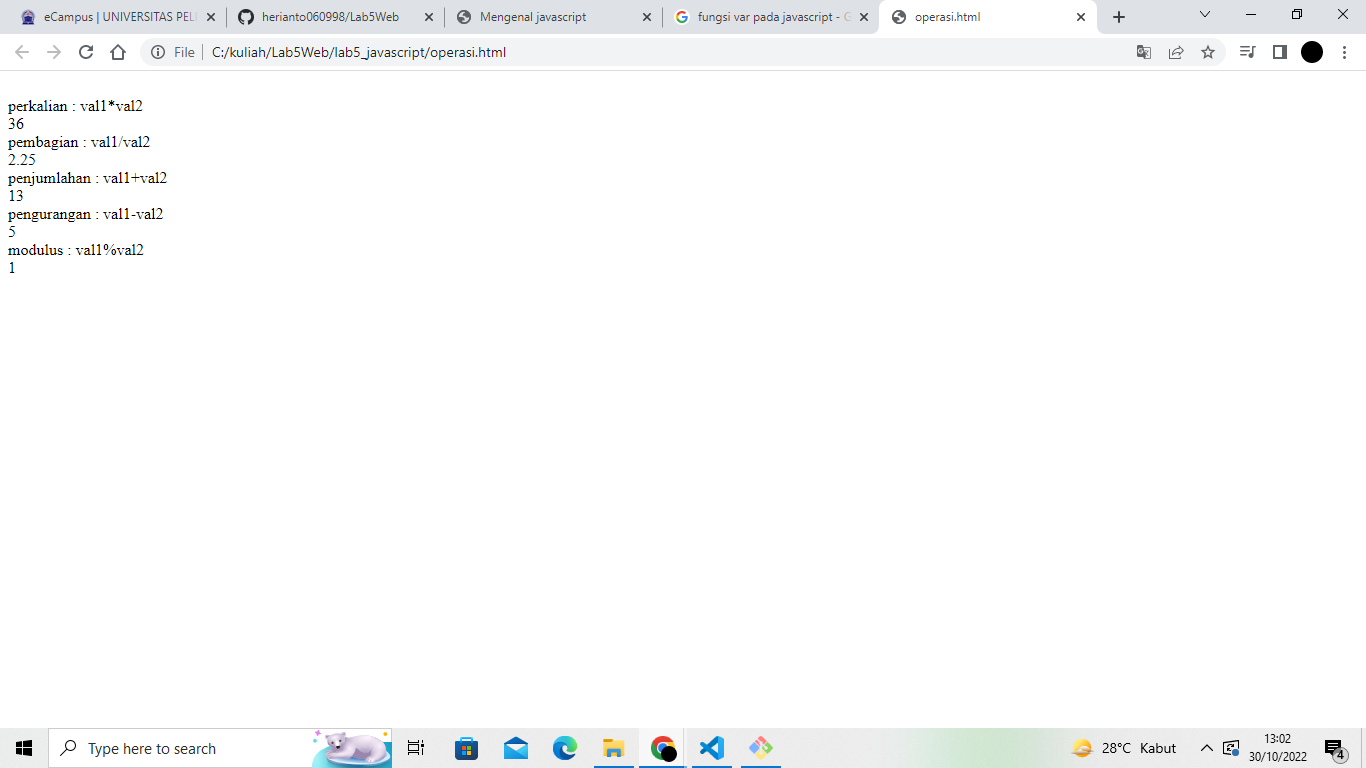 eCampus | UNIVERSITAS PELI
herianto060998/Lab5Web
Mengenal javascript
fungsi var pada javascript - G
operasi.html
File
C:/kuliah/Lab5Web/lab5_javascript/operasi.html
perkalian : val1*val2
36
pembagian : val1/val2
2.25
penjumlahan : val1+val2
13
pengurangan : val1-val2
5
modulus : val1%val2
1
Type here to search
28°C Kabut
13:02
30/10/2022
4